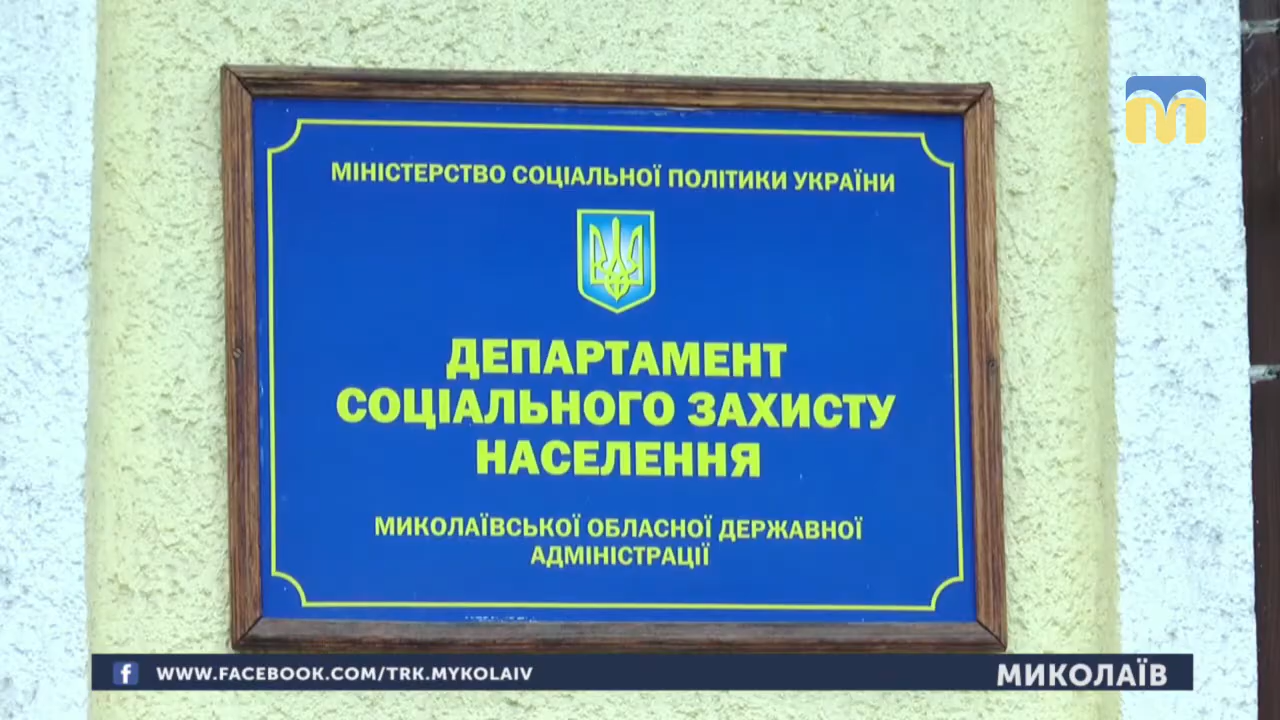 МІНІСТЕРСТВО СОЦІАЛЬНОЇ ПОЛІТИКИ УКРАЇНИ
ДЕПАРТАМЕНТ
СОЦІАЛЬНОГО ЗАХИСТУ
НАСЕЛЕННЯ
МИКОЛАЇВСЬКОЇ ОБЛАСНОЇ ДЕРЖАВНОЇ
АДМІНІСТРАЦІЇ
WWW.FACEBOOK.COM/TRK.MYKOLAIV
МИКОЛАЇВ